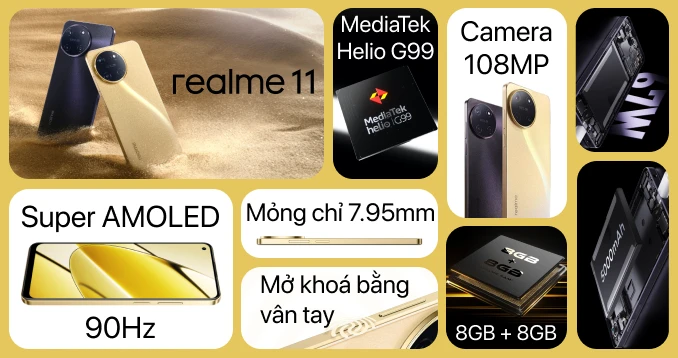 realme 11
MediaTek
Helio G99
MediaTek
helio G99
Camera
108MP
67W
Super AMOLED
90Hz
Mỏng chỉ 7.95mm
Mở khoá bằng
vân tay
8GB
+
8GB
8GB + 8GB
5000mAh